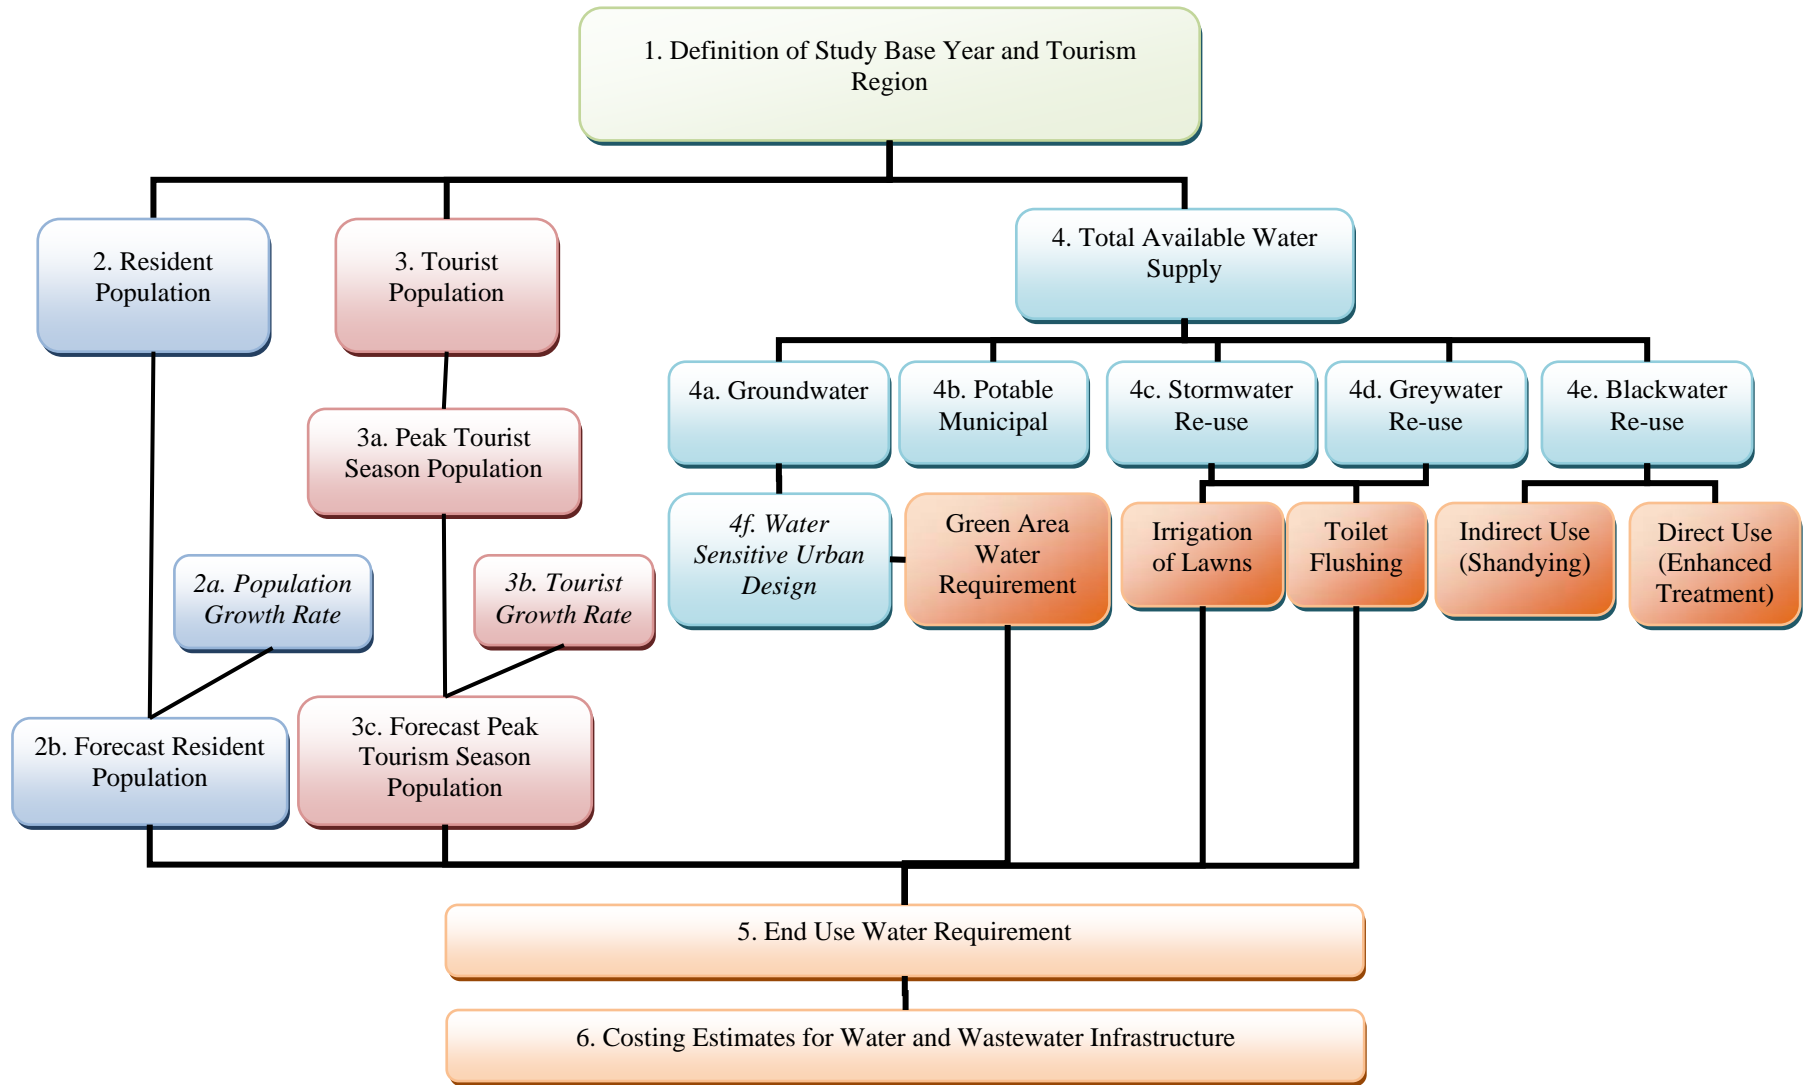 1. Definition of Study Base Year and Tourism
Region
2. Resident
Population
3. Tourist
Population
4. Total Available Water
Supply
4a. Groundwater
4b. Potable
Municipal
4c. Stormwater
Re-use
4d. Greywater
Re-use
4e. Blackwater
Re-use
3a. Peak Tourist
Season Population
4f. Water
Sensitive Urban
Design
Green Area
Water
Requirement
Irrigation
of Lawns
Toilet
Flushing
Indirect Use
(Shandying)
Direct Use
(Enhanced
Treatment)
2a. Population
Growth Rate
3b. Tourist
Growth Rate
2b. Forecast Resident
Population
3c. Forecast Peak
Tourism Season
Population
5. End Use Water Requirement
6. Costing Estimates for Water and Wastewater Infrastructure